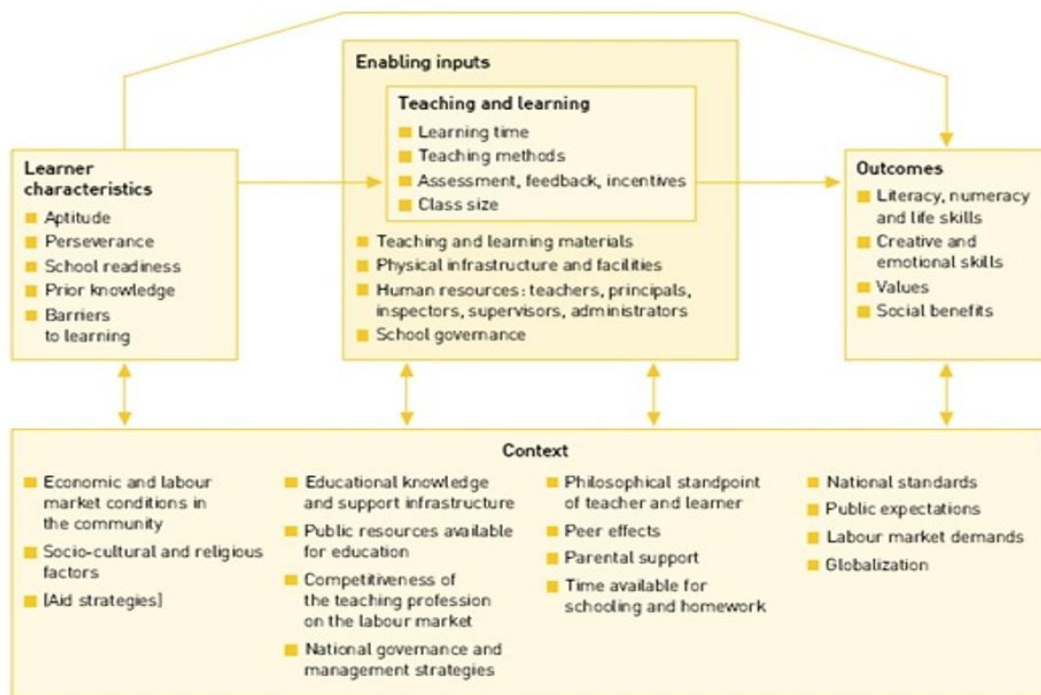 Enabling inputs
Teaching and learning
Learning time
Teaching methods
Assessment, feedback, incentives
Class size
Teaching and learning materials
Physical infrastructure and facilities
Human resources: teachers, principals,
inspectors, supervisors, administrators
School governance
Learner
characteristics
Aptitude
Perseverance
School readiness
Prior knowledge
Barriers
to learning
Outcomes
Literacy, numeracy
and life skills
Creative and
emotional skills
Values
Social benefits
Context
Economic and labour
market conditions in
the community
Socio-cultural and religious
factors
(Aid strategies)
Educational knowledge
and support infrastructure
Public resources available
for education
Competitiveness of
the teaching profession
on the labour market
National governance and
management strategies
Philosophical standpoint
of teacher and learner
Peer effects
Parental support
Time available for
schooling and homework
National standards
Public expectations
Labour market demands
Globalization